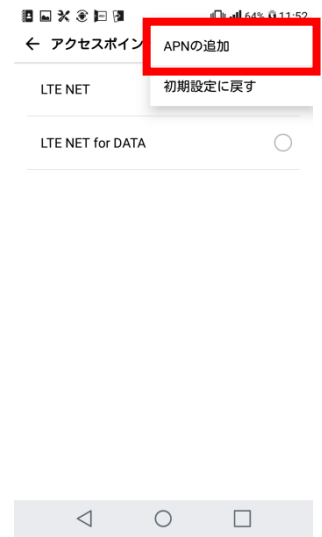 64% 11:52
← アクセスポイン
APNの追加
LTE NET
初期設定に戻す
LTE NET for DATA